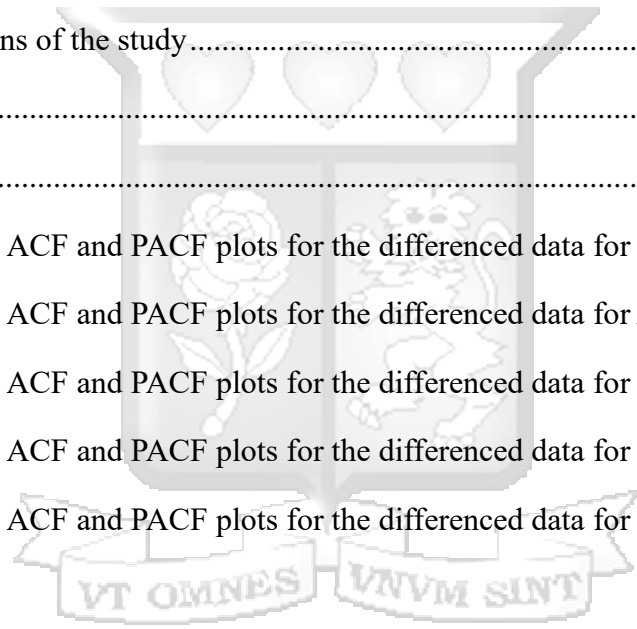 ns of the study.......................................................
................................................................................
................................................................................
ACF and PACF plots for the differenced data for
ACF and PACF plots for the differenced data for
ACF and PACF plots for the differenced data for
ACF and PACF plots for the differenced data for
ACF and PACF plots for the differenced data for
VT OMNES VNVM SINT